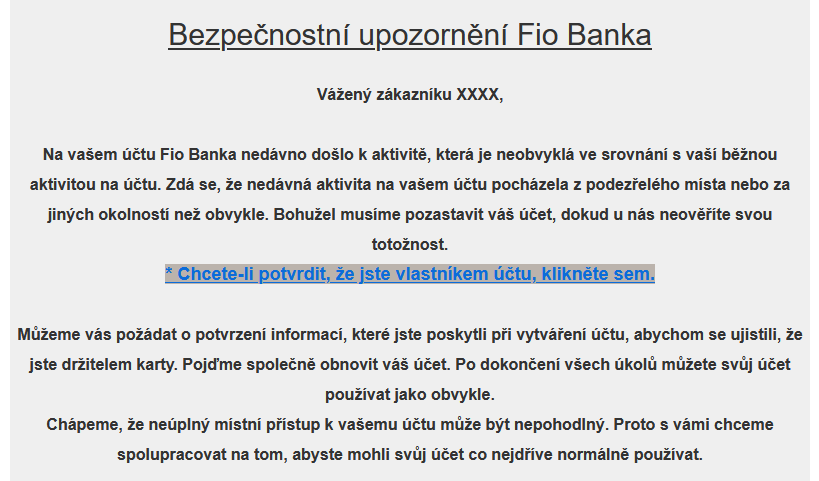 Bezpečnostní upozornění Fio Banka
Vážený zákazníku XXXX,
Na vašem účtu Fio Banka nedávno došlo k aktivitě, která je neobvyklá ve srovnání s vaší běžnou
aktivitou na účtu. Zdá se, že nedávná aktivita na vašem účtu pocházela z podezřelého místa nebo za
jiných okolností než obvykle. Bohužel musíme pozastavit váš účet, dokud u nás neověříte svou
totožnost.
* Chcete-li potvrdit, že jste vlastníkem účtu, klikněte sem.
Můžeme vás požádat o potvrzení informací, které jste poskytli při vytváření účtu, abychom se ujistili, že
jste držitelem karty. Pojďme společně obnovit váš účet. Po dokončení všech úkolů můžete svůj účet
používat jako obvykle.
Chápeme, že neúplný místní přístup k vašemu účtu může být nepohodlný. Proto s vámi chceme
spolupracovat na tom, abyste mohli svůj účet co nejdříve normálně používat.